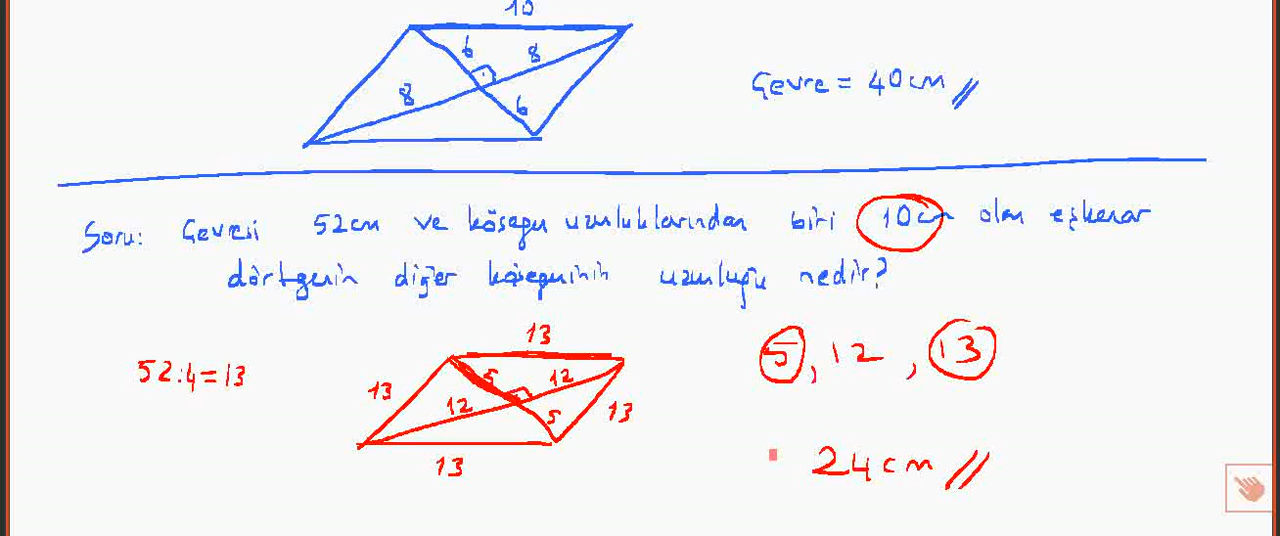 10
6 8
8 6
Çevre = 40cm
Soru: Çevresi 52cm ve köşegen uzunluklarından biri 10cm olan eşkenar
dörtgenin diğer köşegeninin uzunluğu nedir?
13
52:4=13
13 5 12
12 5 13
13
5, 12, 13
24cm